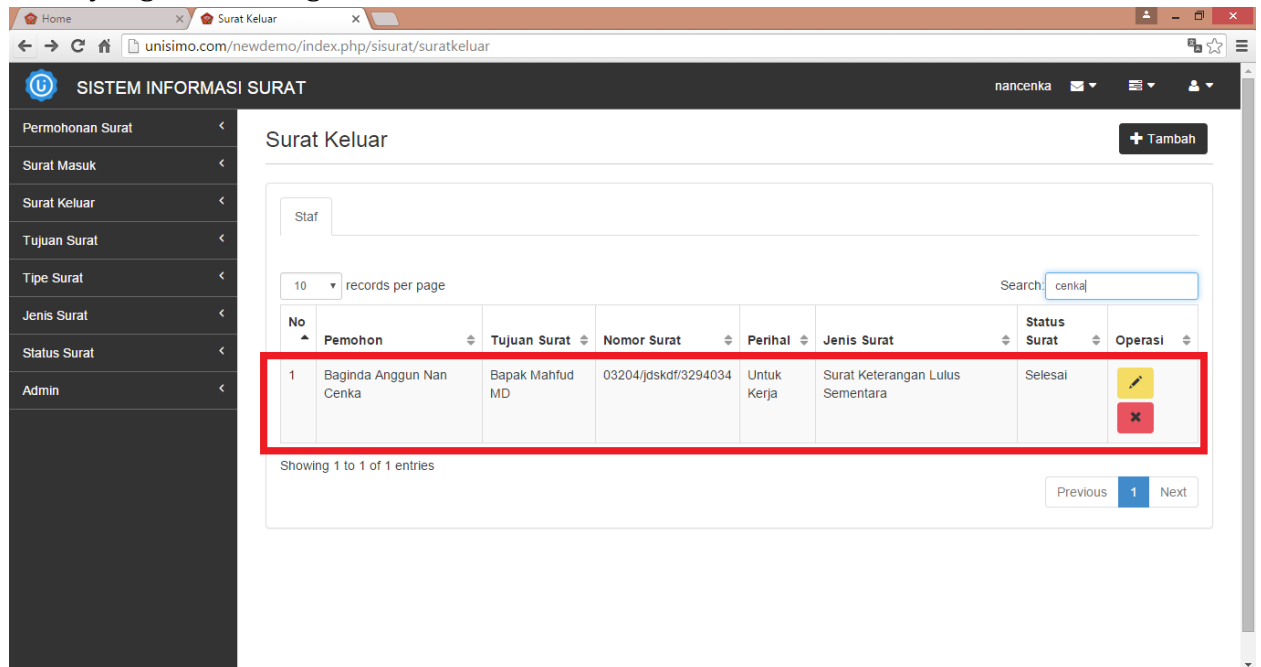 Home
Surat Keluar
unisimo.com/newdemo/index.php/sisurat/suratkeluar
SISTEM INFORMASI SURAT
nancenka
Permohonan Surat
Surat Masuk
Surat Keluar
Tujuan Surat
Tipe Surat
Jenis Surat
Status Surat
Admin
Surat Keluar
Tambah
Staf
10 records per page
Search: cenka
No Pemohon Tujuan Surat Nomor Surat Perihal Jenis Surat Status Surat Operasi
1 Baginda Anggun Nan Bapak Mahfud 03204/jdskdf/3294034 Untuk Surat Keterangan Lulus Selesai
Cenka MD Kerja Sementara
Showing 1 to 1 of 1 entries
Previous 1 Next